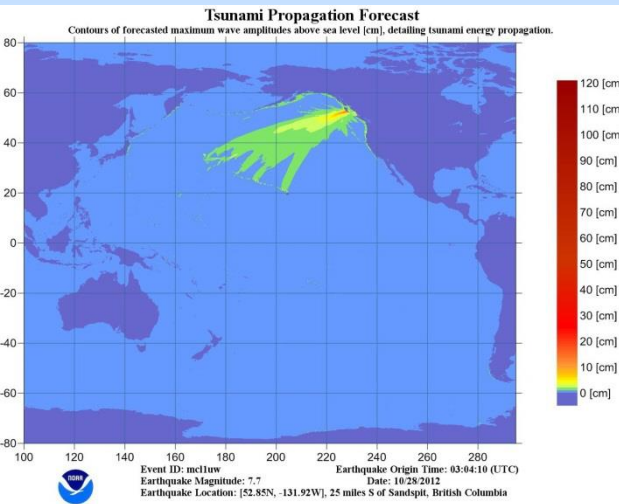 Tsunami Propagation Forecast
Contours of forecasted maximum wave amplitudes above sea level [cm], detailing tsunami energy propagation.
80
60
40
20
0
-20
-40
-60
-80
100 120 140 160 180 200 220 240 260 280
120 [cm
110 [cm
100 [cm
90 [cm]
80 [cm]
70 [cm]
60 [cm]
50 [cm]
40 [cm]
30 [cm]
20 [cm]
10 [cm]
0 [cm]
NOAA
Event ID: mcl1uw Earthquake Origin Time: 03:04:10 (UTC)
Earthquake Magnitude: 7.7 Date: 10/28/2012
Earthquake Location: [52.85N, -131.92W], 25 miles S of Sandspit, British Columbia